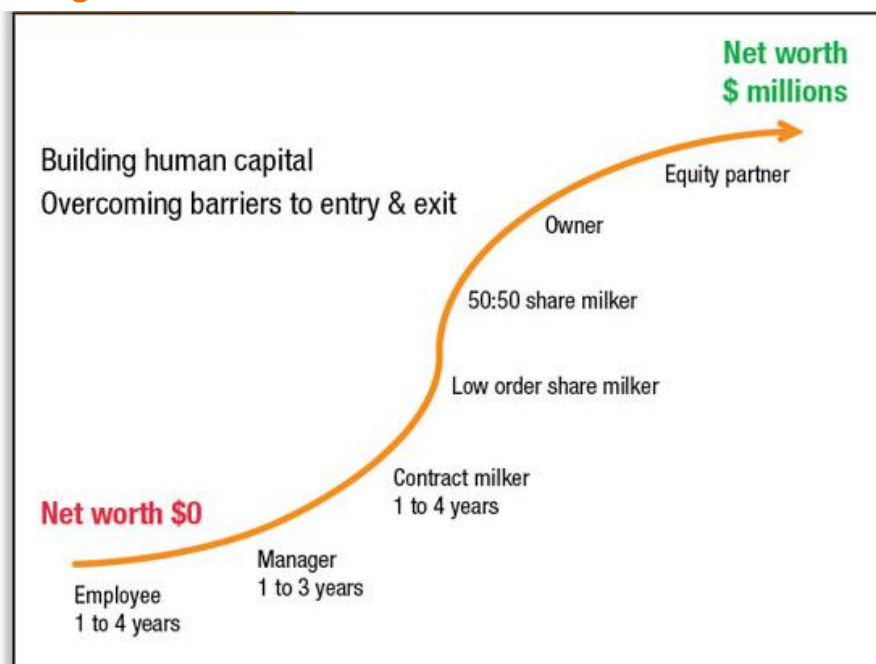 Net worth
$ millions
Building human capital
Overcoming barriers to entry & exit
Equity partner
Owner
50:50 share milker
Low order share milker
Contract milker
1 to 4 years
Net worth $0
Manager
1 to 3 years
Employee
1 to 4 years